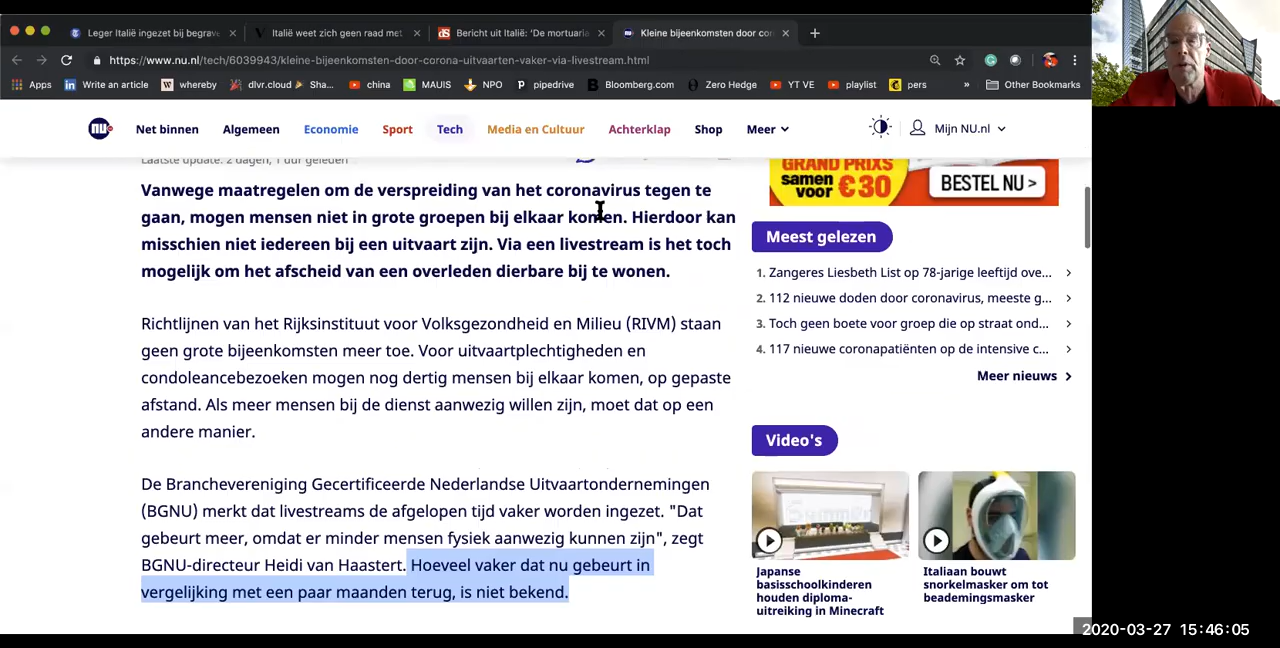 Leger Italië ingezet bij begrave
Italië weet zich geen raad met
Bericht uit Italië: 'De mortuaria
Kleine bijeenkomsten door cor
https://www.nu.nl/tech/6039943/kleine-bijeenkomsten-door-corona-uitvaarten-vaker-via-livestream.html
Apps
Write an article
whereby
dlvr.cloud
Sha...
china
MAUIS
NPO
pipedrive
Bloomberg.com
Zero Hedge
YT VE
playlist
pers
»
Other Bookmarks
nu
Net binnen
Algemeen
Economie
Sport
Tech
Media en Cultuur
Achterklap
Shop
Meer
Mijn NU.nl
Laatste update: 2 dagen, 1 uur geleden
Vanwege maatregelen om de verspreiding van het coronavirus tegen te
gaan, mogen mensen niet in grote groepen bij elkaar komen. Hierdoor kan
misschien niet iedereen bij een uitvaart zijn. Via een livestream is het toch
mogelijk om het afscheid van een overleden dierbare bij te wonen.
Richtlijnen van het Rijksinstituut voor Volksgezondheid en Milieu (RIVM) staan
geen grote bijeenkomsten meer toe. Voor uitvaartplechtigheden en
condoleancebezoeken mogen nog dertig mensen bij elkaar komen, op gepaste
afstand. Als meer mensen bij de dienst aanwezig willen zijn, moet dat op een
andere manier.
De Branchevereniging Gecertificeerde Nederlandse Uitvaartondernemingen
(BGNU) merkt dat livestreams de afgelopen tijd vaker worden ingezet. "Dat
gebeurt meer, omdat er minder mensen fysiek aanwezig kunnen zijn", zegt
BGNU-directeur Heidi van Haastert. Hoeveel vaker dat nu gebeurt in
vergelijking met een paar maanden terug, is niet bekend.
GRAND PRIXS
samen
voor €30
BESTEL NU >
Meest gelezen
1. Zangeres Liesbeth List op 78-jarige leeftijd ove...
2. 112 nieuwe doden door coronavirus, meeste g...
3. Toch geen boete voor groep die op straat ond...
4. 117 nieuwe coronapatiënten op de intensive c...
Meer nieuws
Video's
Japanse
basisschoolkinderen
houden diploma-
uitreiking in Minecraft
Italiaan bouwt
snorkelmasker om tot
beademingsmasker
2020-03-27 15:46:05